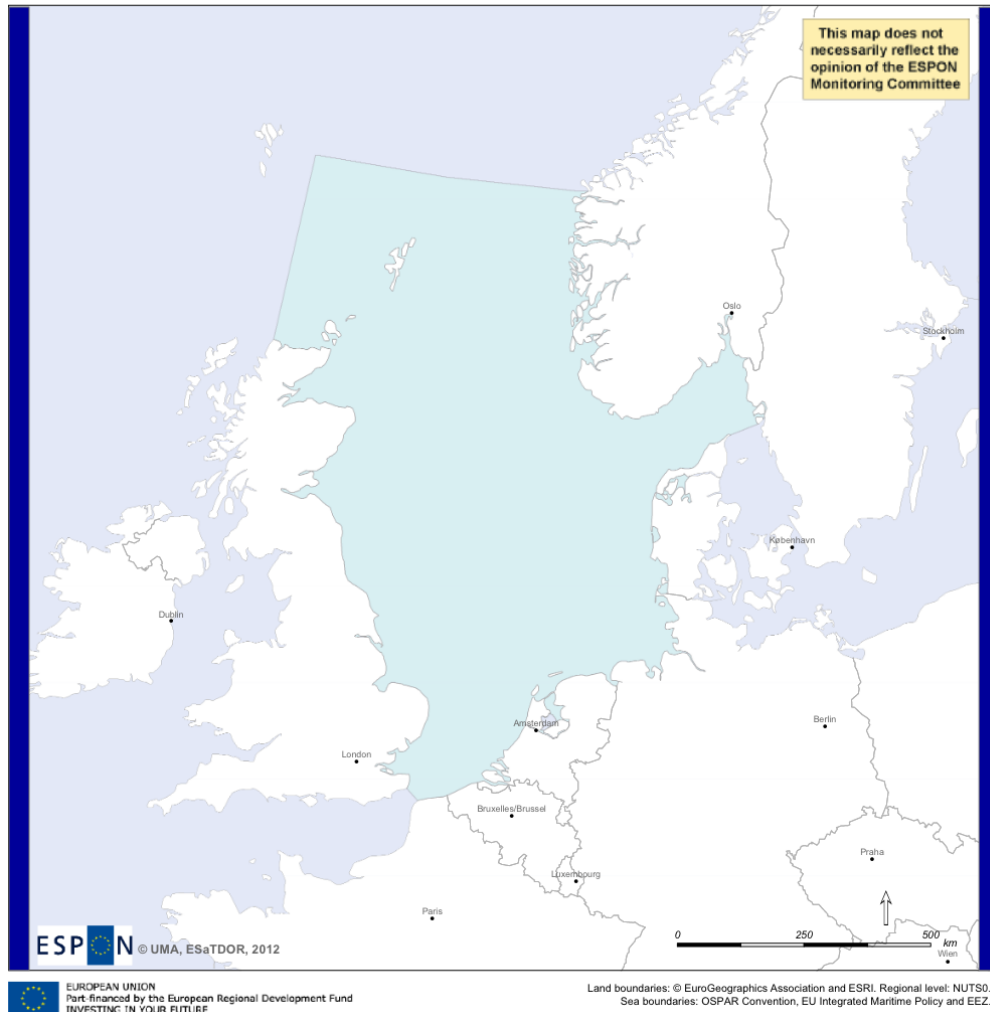 This map does not
necessarily reflect the
opinion of the ESPON
Monitoring Committee
Oslo
Stockholm
København
Dublin
Amsterdam
Berlin
London
Bruxelles/Brussel
Praha
Luxembourg
Paris
0 250 500
km
Wien
ESPON © UMA, ESaTDOR, 2012
EUROPEAN UNION
Part-financed by the European Regional Development Fund
INVESTING IN YOUR FUTURE
Land boundaries: © EuroGeographics Association and ESRI. Regional level: NUTS0.
Sea boundaries: OSPAR Convention, EU Integrated Maritime Policy and EEZ.